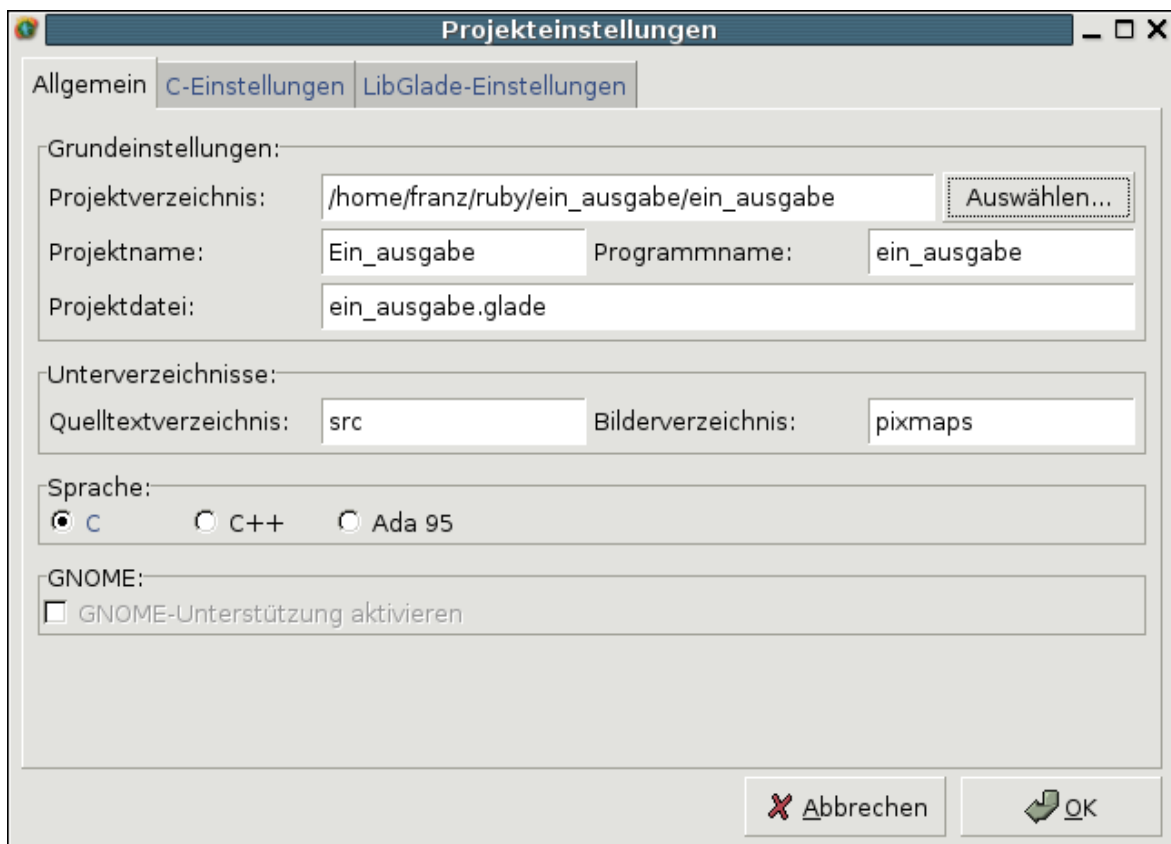 Projekteinstellungen
Allgemein C-Einstellungen LibGlade-Einstellungen
Grundeinstellungen:
Projektverzeichnis: /home/franz/ruby/ein_ausgabe/ein_ausgabe Auswählen...
Projektname: Ein_ausgabe Programmname: ein_ausgabe
Projektdatei: ein_ausgabe.glade
Unterverzeichnisse:
Quelltextverzeichnis: src Bilderverzeichnis: pixmaps
Sprache:
C C++ Ada 95
GNOME:
GNOME-Unterstützung aktivieren
Abbrechen OK